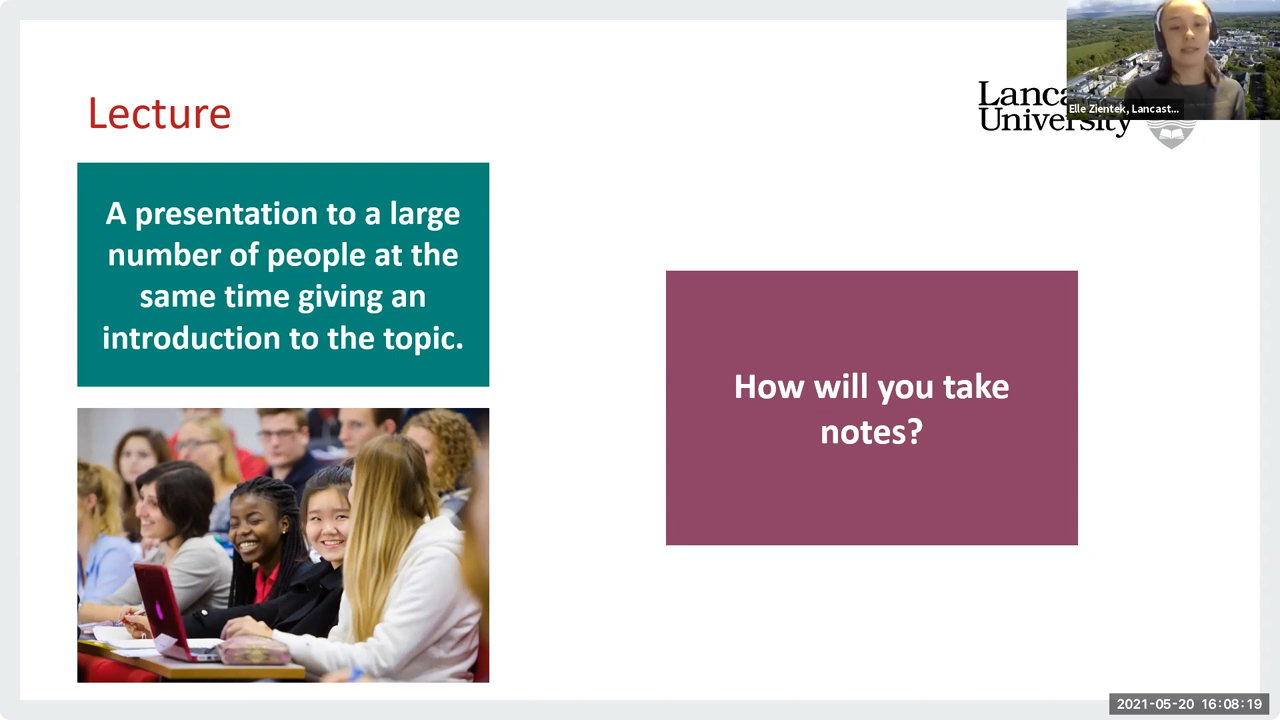 Lecture
Lanca
University
Elle Zientek, Lancast...
A presentation to a large
number of people at the
same time giving an
introduction to the topic.
How will you take
notes?
2021-05-20 16:08:19